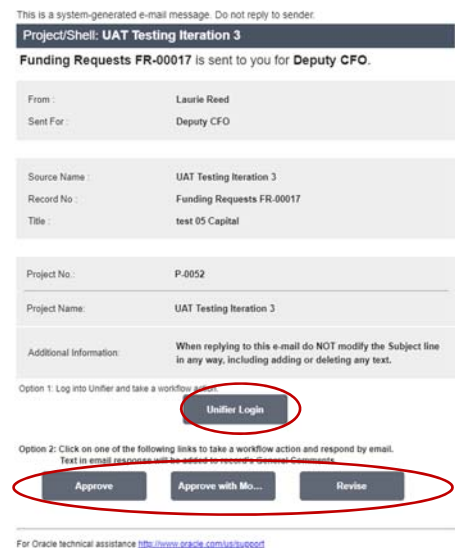 This is a system-generated e-mail message. Do not reply to sender.
Project/Shell: UAT Testing Iteration 3
Funding Requests FR-00017 is sent to you for Deputy CFO.
From : Laurie Reed
Sent For : Deputy CFO
Source Name : UAT Testing Iteration 3
Record No : Funding Requests FR-00017
Title : test 05 Capital
Project No.: P-0052
Project Name: UAT Testing Iteration 3
Additional Information: When replying to this e-mail do NOT modify the Subject line
in any way, including adding or deleting any text.
Option 1: Log into Unifier and take a workflow action.
Unifier Login
Option 2: Click on one of the following links to take a workflow action and respond by email.
Text in email response will be added to record's General Comments
Approve Approve with Mo... Revise
For Oracle technical assistance http://www.oracle.com/us/support